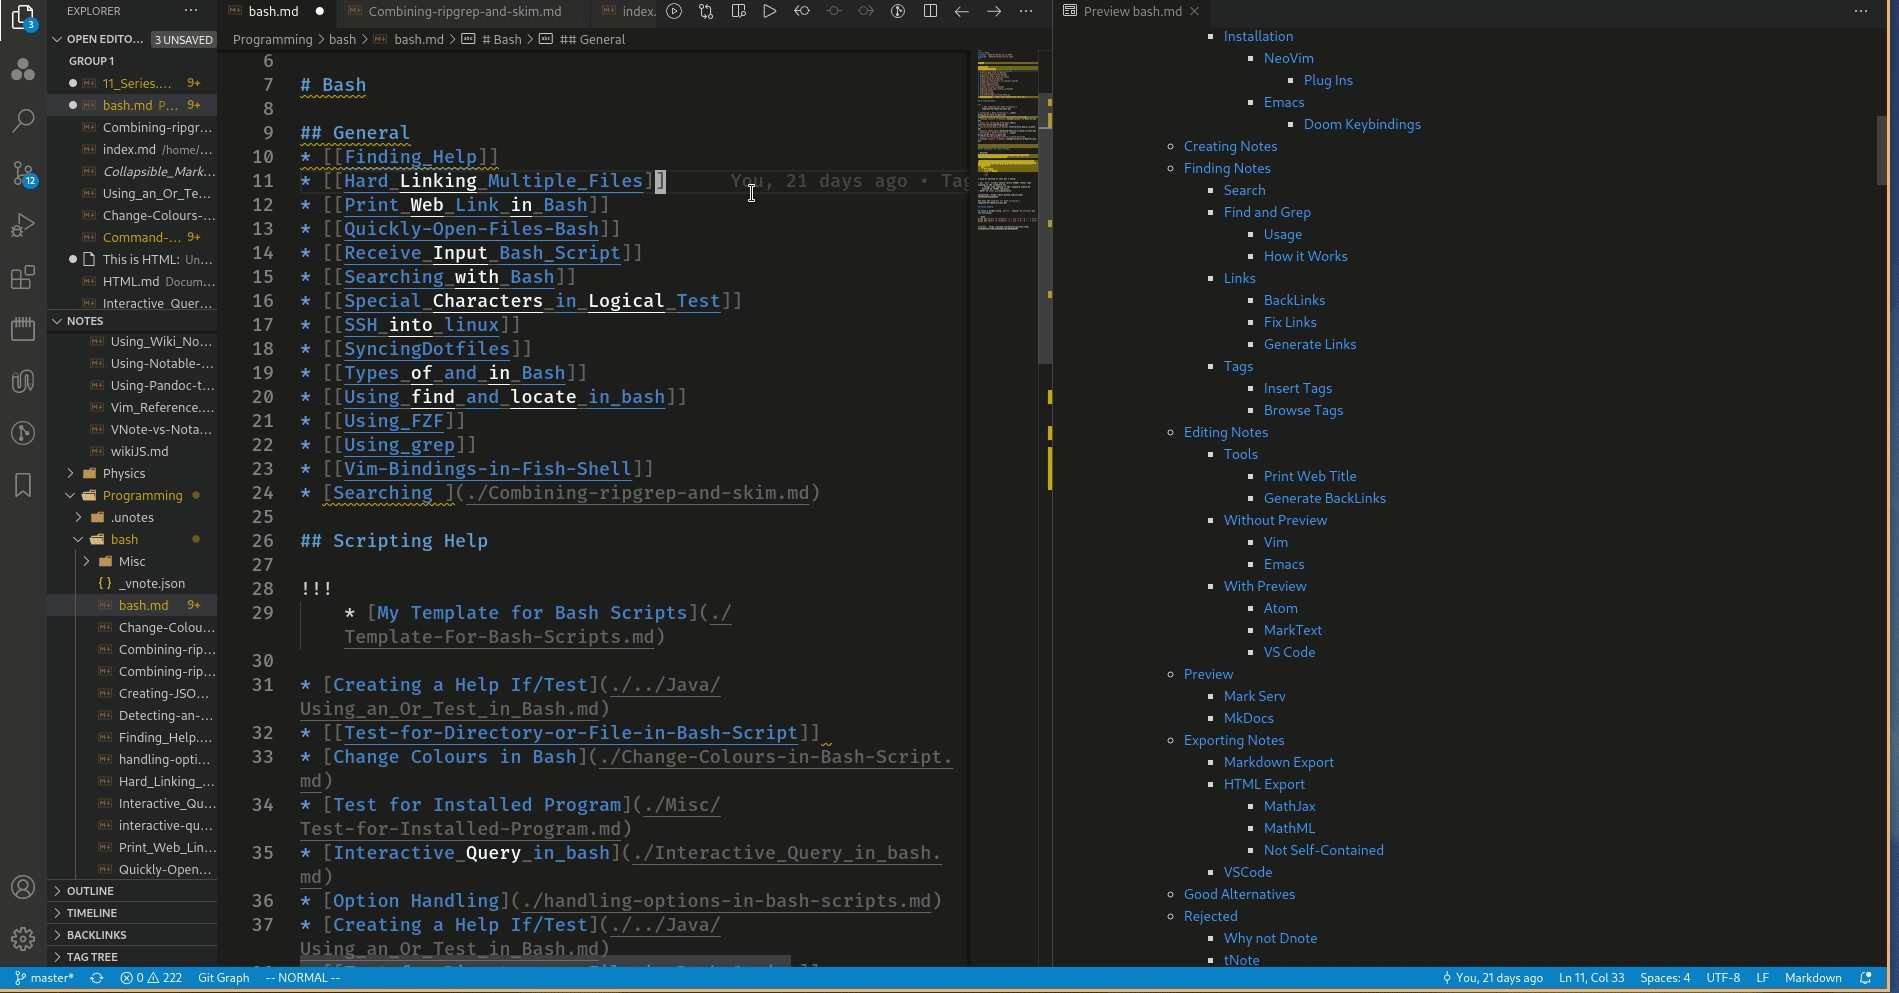 EXPLORER
OPEN EDITO... 3 UNSAVED
GROUP 1
11_Series.... 9+
bash.md P... 9+
Combining-ripgr...
index.md /home/...
Collapsible_Mark...
Using_an_Or_Te...
Change-Colours-...
Command-... 9+
This is HTML: Un...
HTML.md Docum...
Interactive_Quer...
NOTES
Using_Wiki_No...
Using-Notable-...
Using-Pandoc-t...
Vim_Reference....
VNote-vs-Nota...
wikiJS.md
Physics
Programming
.unotes
bash
Misc
{ } _vnote.json
bash.md 9+
Change-Colou...
Combining-rip...
Combining-rip...
Creating-JSO...
Detecting-an-...
Finding_Help....
handling-opti...
Hard_Linking_...
Interactive_Qu...
interactive-qu...
Print_Web_Lin...
Quickly-Open...
OUTLINE
TIMELINE
BACKLINKS
TAG TREE
3
12
bash.md
Combining-ripgrep-and-skim.md
index.
Programming > bash > bash.md > # Bash > ## General
6
7 # Bash
8
9 ## General
10 * [[Finding_Help]]
11 * [[Hard_Linking_Multiple_Files]] You, 21 days ago • Tag
12 * [[Print_Web_Link_in_Bash]]
13 * [[Quickly-Open-Files-Bash]]
14 * [[Receive_Input_Bash_Script]]
15 * [[Searching_with_Bash]]
16 * [[Special_Characters_in_Logical_Test]]
17 * [[SSH_into_linux]]
18 * [[SyncingDotfiles]]
19 * [[Types_of_and_in_Bash]]
20 * [[Using_find_and_locate_in_bash]]
21 * [[Using_FZF]]
22 * [[Using_grep]]
23 * [[Vim-Bindings-in-Fish-Shell]]
24 * [Searching ](./Combining-ripgrep-and-skim.md)
25
26 ## Scripting Help
27
28 !!!
29 * [My Template for Bash Scripts](./
Template-For-Bash-Scripts.md)
30
31 * [Creating a Help If/Test](./../Java/
Using_an_Or_Test_in_Bash.md)
32 * [[Test-for-Directory-or-File-in-Bash-Script]]
33 * [Change Colours in Bash](./Change-Colours-in-Bash-Script.
md)
34 * [Test for Installed Program](./Misc/
Test-for-Installed-Program.md)
35 * [Interactive_Query_in_bash](./Interactive_Query_in_bash.
md)
36 * [Option Handling](./handling-options-in-bash-scripts.md)
37 * [Creating a Help If/Test](./../Java/
Using_an_Or_Test_in_Bash.md)
Preview bash.md
Installation
NeoVim
Plug Ins
Emacs
Doom Keybindings
Creating Notes
Finding Notes
Search
Find and Grep
Usage
How it Works
Links
BackLinks
Fix Links
Generate Links
Tags
Insert Tags
Browse Tags
Editing Notes
Tools
Print Web Title
Generate BackLinks
Without Preview
Vim
Emacs
With Preview
Atom
MarkText
VS Code
Preview
Mark Serv
MkDocs
Exporting Notes
Markdown Export
HTML Export
MathJax
MathML
Not Self-Contained
VSCode
Good Alternatives
Rejected
Why not Dnote
tNote
master* 0 222 Git Graph -- NORMAL -- You, 21 days ago Ln 11, Col 33 Spaces: 4 UTF-8 LF Markdown